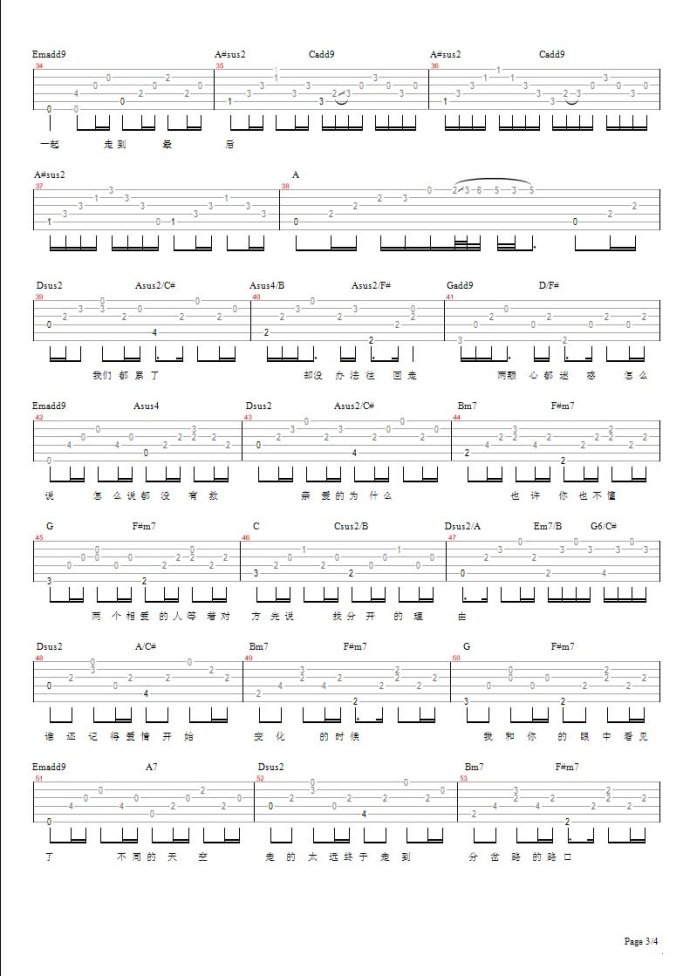 Emadd9 A#sus2 Cadd9 A#sus2 Cadd9
34 35 36
一起 走到 最 后
A#sus2 A
37 38
Dsus2 Asus2/C# Asus4/B Asus2/F# Gadd9 D/F#
39 40 41
我们 都 累了 却没 办 法 往 回 走 两颗 心 都 迷 惑 怎么
Emadd9 Asus4 Dsus2 Asus2/C# Bm7 F#m7
42 43 44
说 怎么 说 都 没 有 救 亲 爱 的 为 什么 也 许 你 也 不 懂
G F#m7 C Csus2/B Dsus2/A Em7/B G6/C#
45 46 47
两 个 相 爱 的 人 等 着 对 方 先 说 找 分 开 的 理 由
Dsus2 A/C# Bm7 F#m7 G F#m7
48 49 50
谁 还 记 得 爱 情 开 始 变 化 的 时 候 我 和 你 的 眼 中 看 见
Emadd9 A7 Dsus2 Bm7 F#m7
51 52 53
了 不同 的 天 空 走 的 太 远 终 于 走 到 分 岔 路 的 路 口
Page 3/4